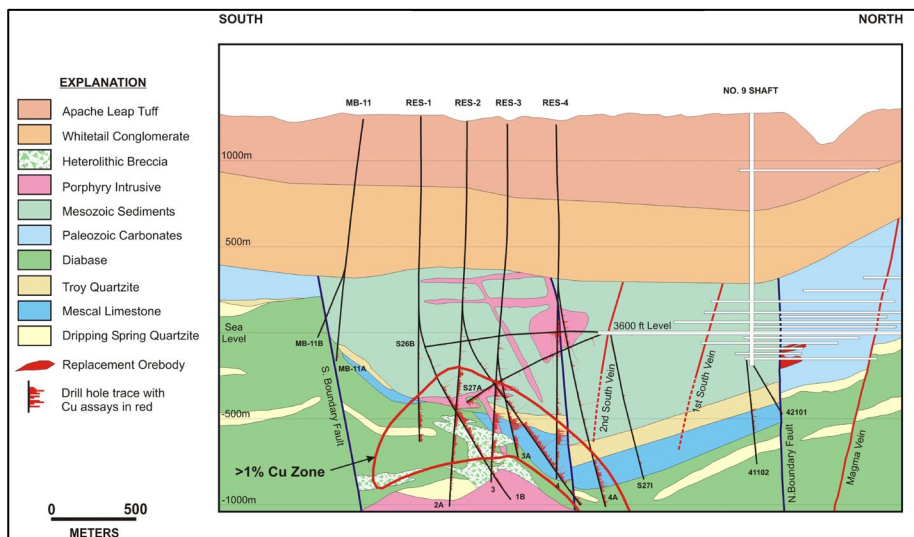 SOUTH
NORTH
EXPLANATION
Apache Leap Tuff
Whitetail Conglomerate
Heterolithic Breccia
Porphyry Intrusive
Mesozoic Sediments
Paleozoic Carbonates
Diabase
Troy Quartzite
Mescal Limestone
Dripping Spring Quartzite
Replacement Orebody
Drill hole trace with
Cu assays in red
>1% Cu Zone
0 500
METERS
MB-11
RES-1
RES-2
RES-3
RES-4
NO. 9 SHAFT
1000m
500m
Sea
Level
-500m
-1000m
3600 ft Level
MB-11B
MB-11A
S26B
S27A
S. Boundary Fault
2nd South Vein
1st South Vein
N.Boundary Fault
Magma Vein
42101
41102
S27I
2A
3
1B
3A
4
4A